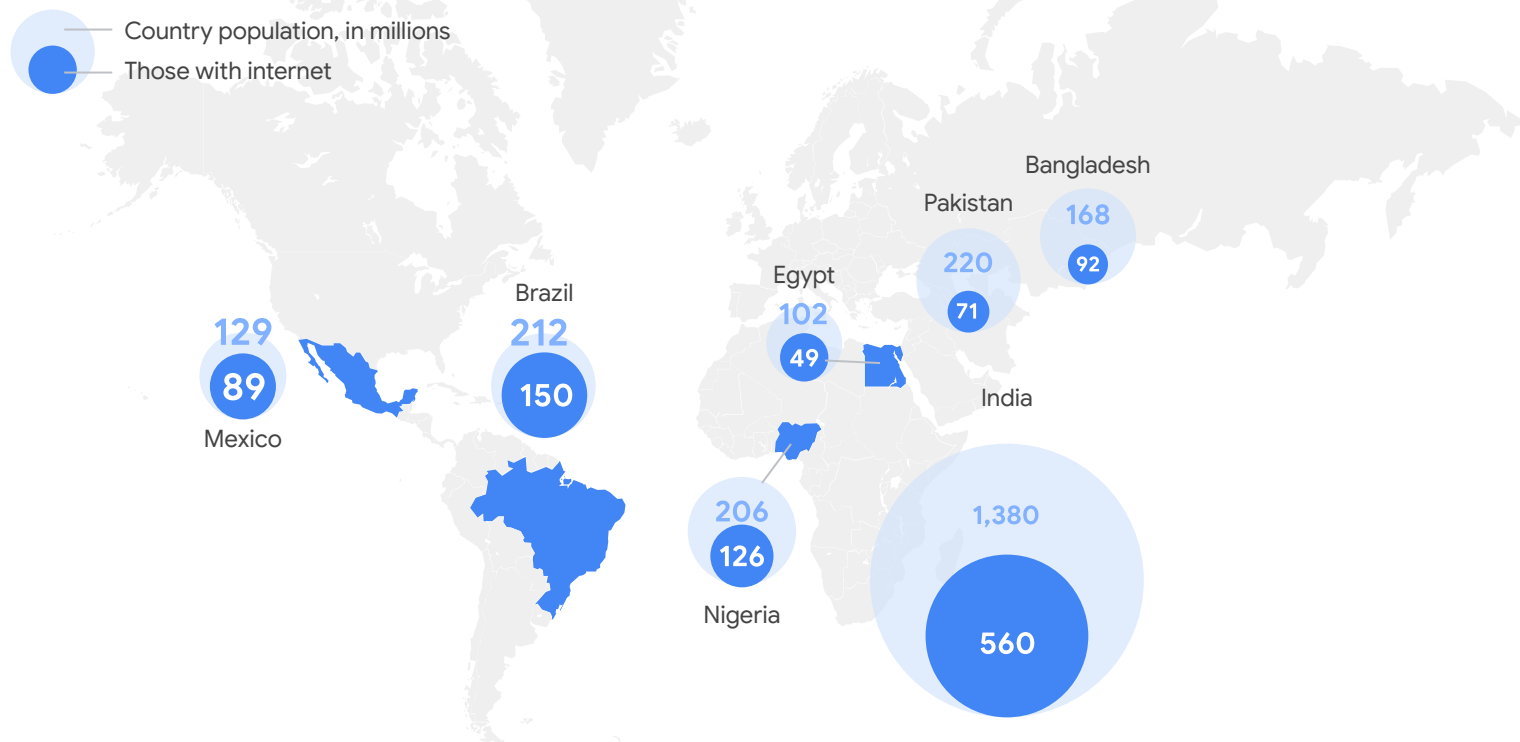 Country population, in millions
Those with internet
Bangladesh
168
92
Pakistan
220
71
Egypt
102
49
Brazil
212
150
129
89
Mexico
India
1,380
560
206
126
Nigeria